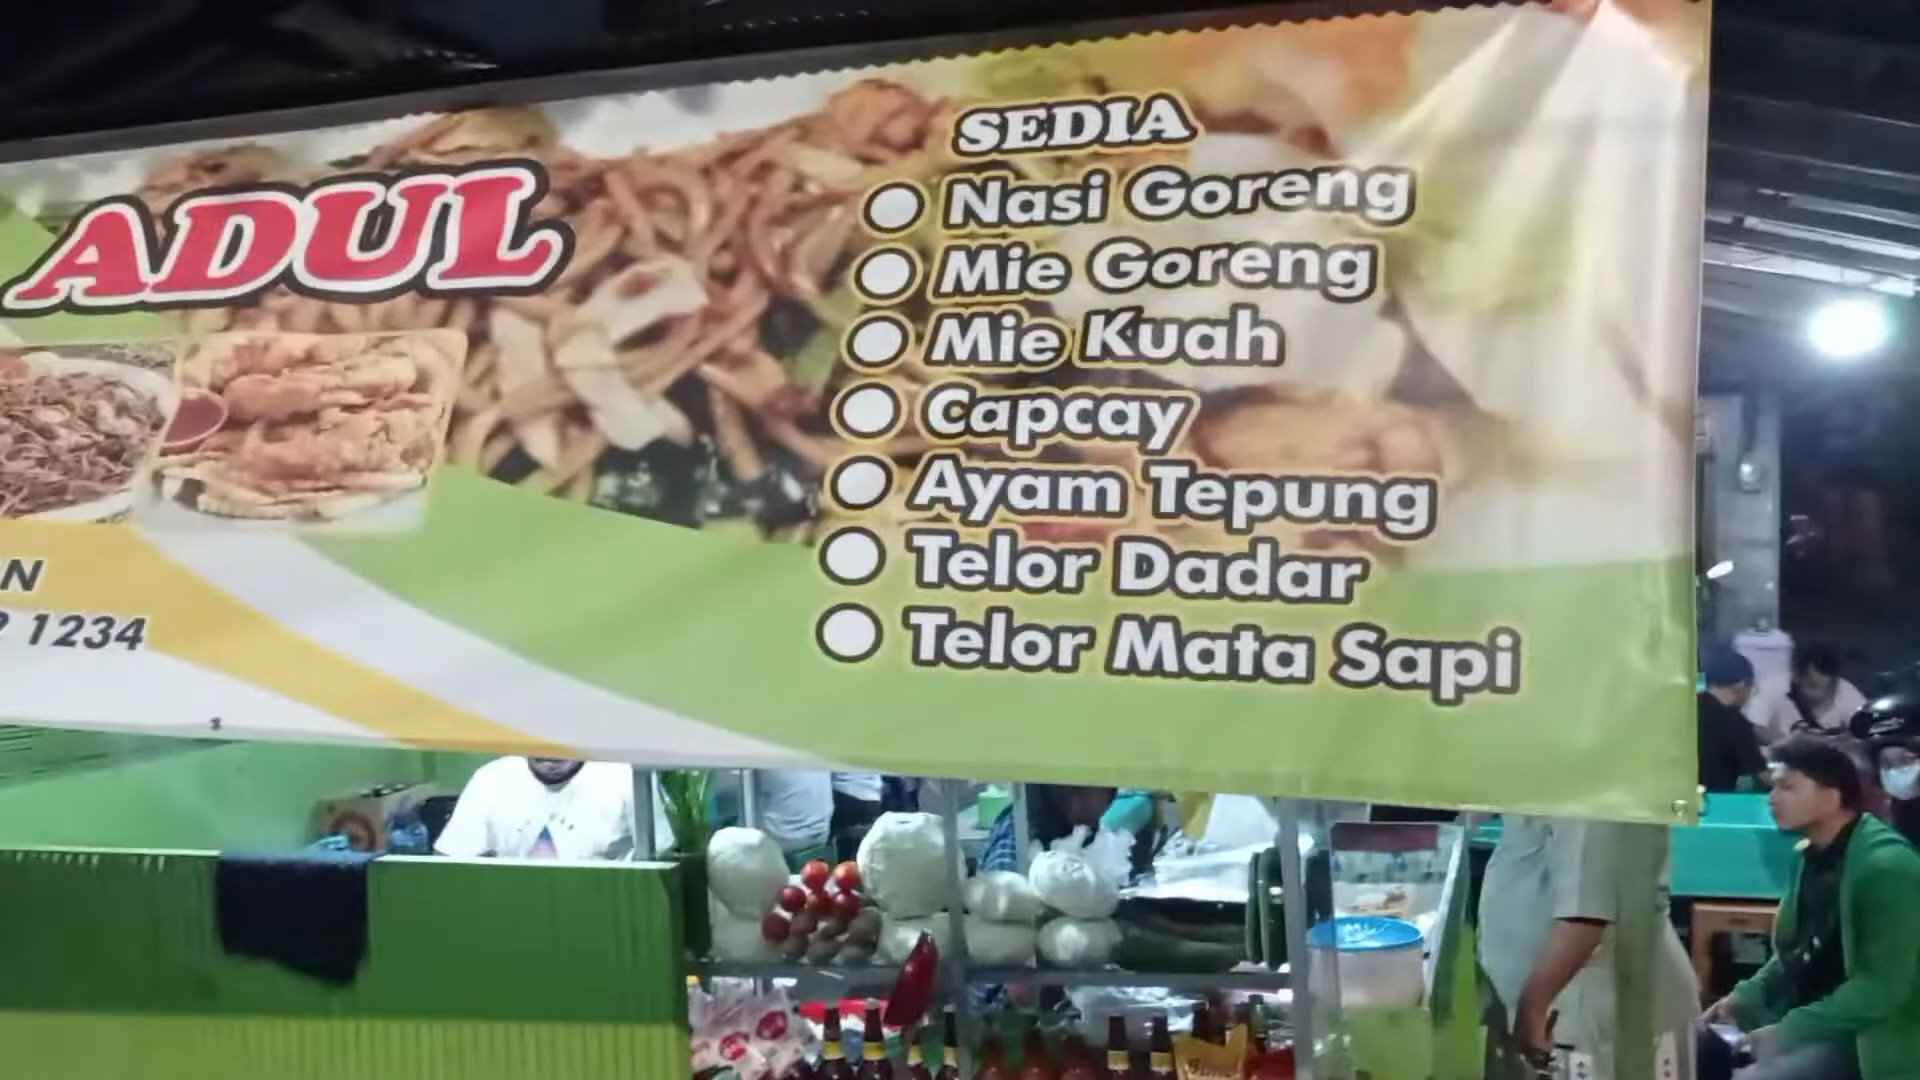 ADUL
SEDIA
Nasi Goreng
Mie Goreng
Mie Kuah
Capcay
Ayam Tepung
Telor Dadar
Telor Mata Sapi
N
1234